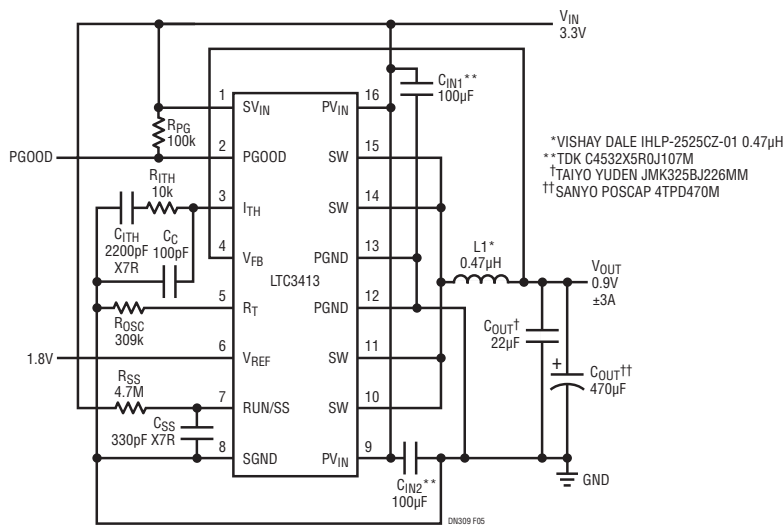 VIN
3.3V
CIN1**
100µF
1
SVIN
PVIN
16
RPG
100k
15
SW
*VISHAY DALE IHLP-2525CZ-01 0.47µH
**TDK C4532X5R0J107M
†TAIYO YUDEN JMK325BJ226MM
††SANYO POSCAP 4TPD470M
PGOOD
2
PGOOD
RITH
10k
3
ITH
SW
14
CITH
2200pF
X7R
CC
100pF
4
VFB
PGND
13
LTC3413
L1*
0.47µH
VOUT
0.9V
±3A
ROSC
309k
5
RT
PGND
12
COUT†
22µF
1.8V
6
VREF
SW
11
+
COUT††
470µF
RSS
4.7M
7
RUN/SS
SW
10
CSS
330pF X7R
8
SGND
PVIN
9
CIN2**
100µF
GND
DN309 F05